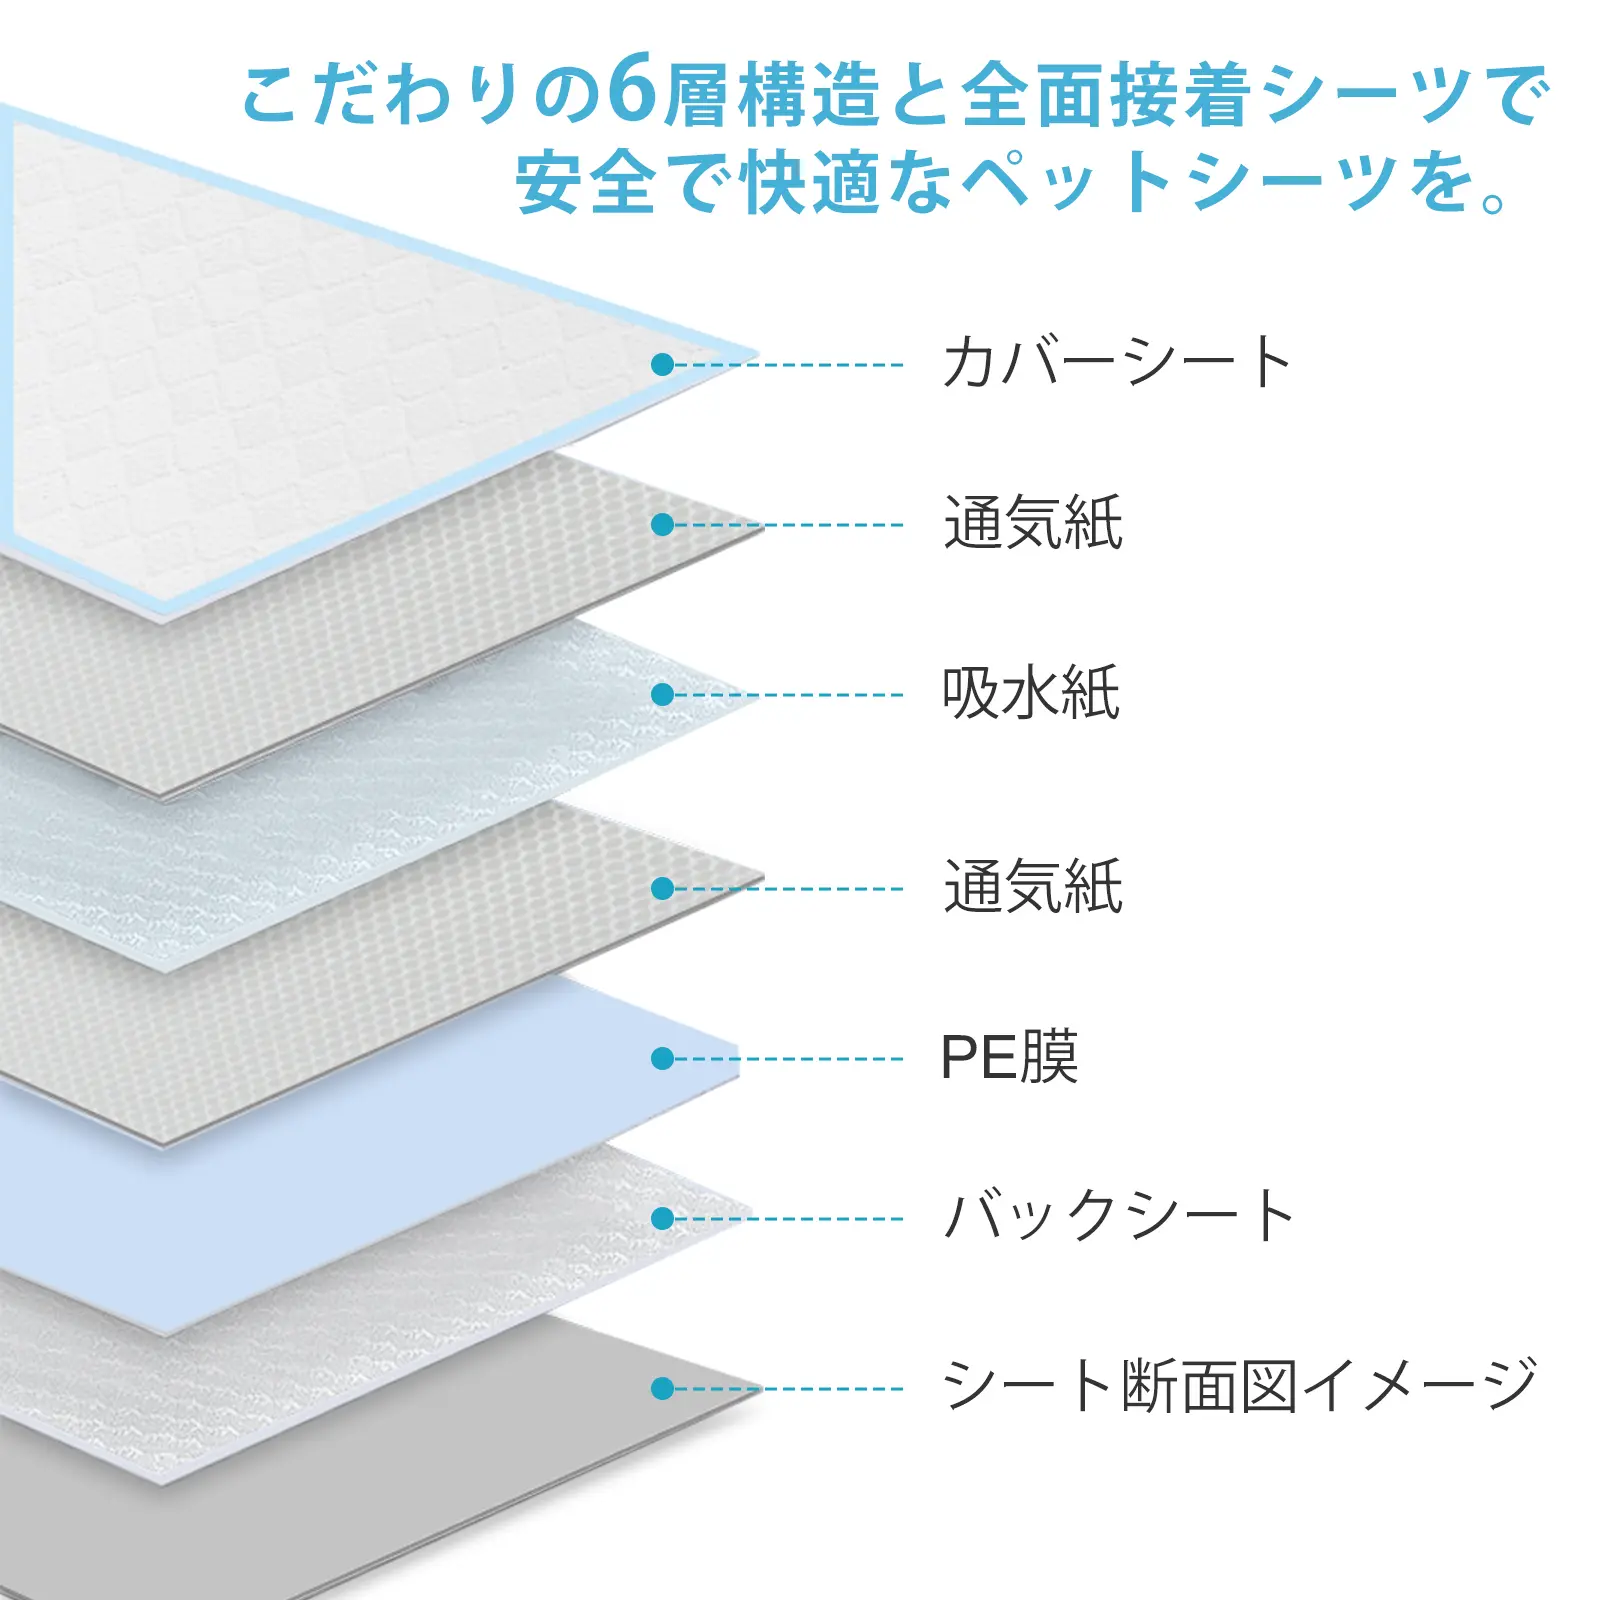 こだわりの6層構造と全面接着シーツで
安全で快適なペットシーツを。
カバーシート
通気紙
吸水紙
通気紙
PE膜
バックシート
シート断面図イメージ